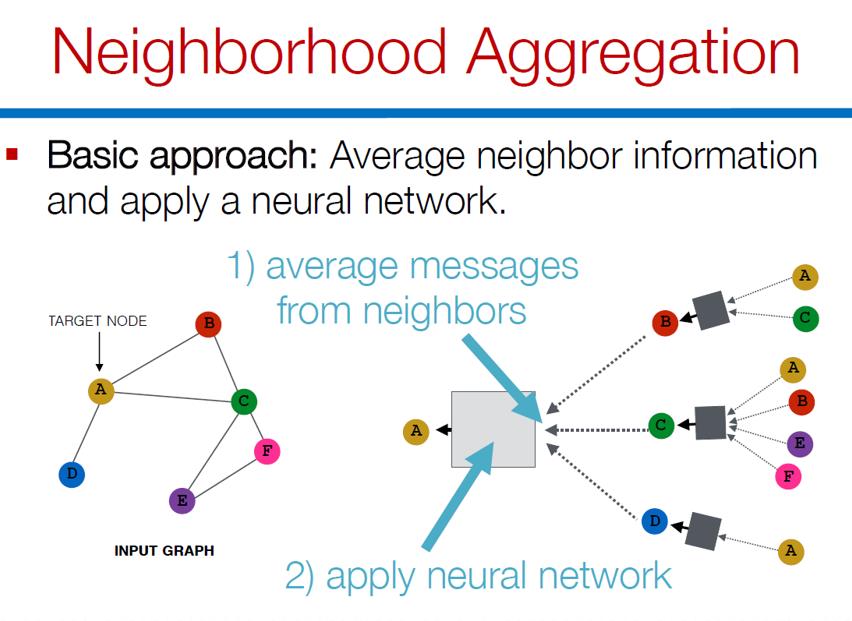 Neighborhood Aggregation
Basic approach: Average neighbor information
and apply a neural network.
1) average messages
from neighbors
TARGET NODE
A
B
C
D
E
F
INPUT GRAPH
A
B
C
D
A
C
A
B
E
F
A
2) apply neural network